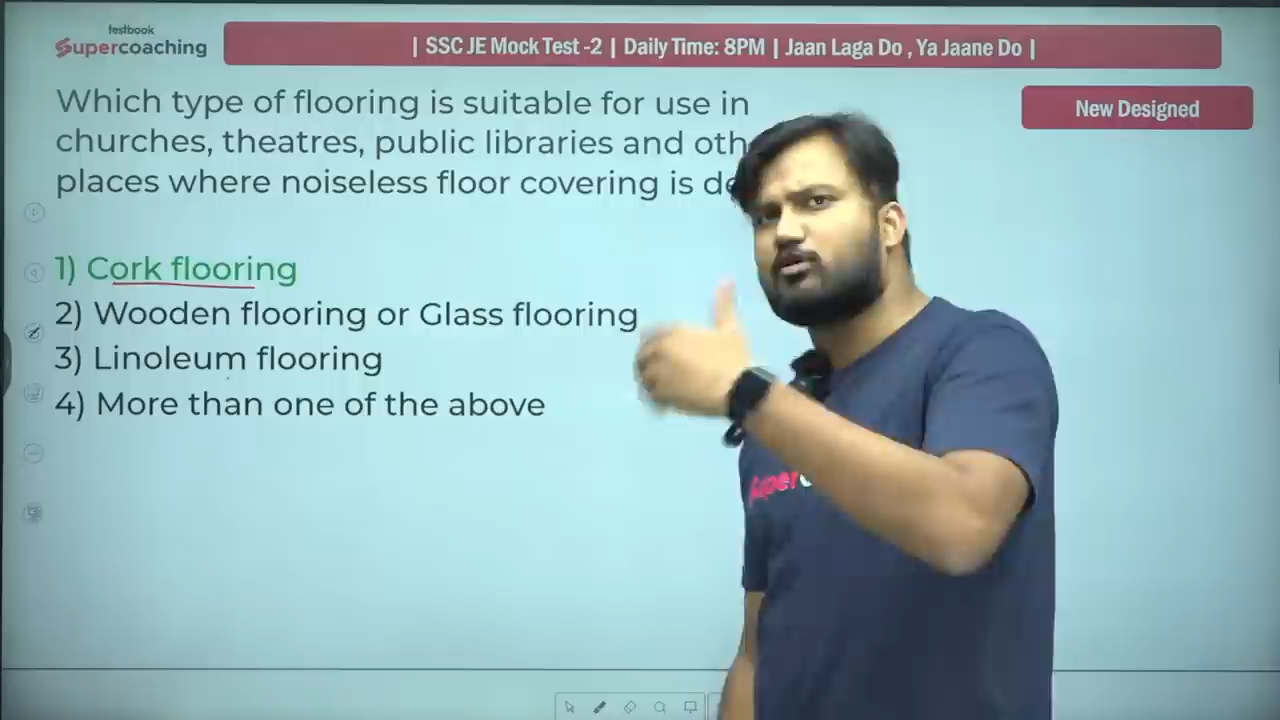 testbook
Supercoaching
| SSC JE Mock Test -2 | Daily Time: 8PM | Jaan Laga Do , Ya Jaane Do |
New Designed
Which type of flooring is suitable for use in
churches, theatres, public libraries and
places where noiseless floor covering is
1) Cork flooring
2) Wooden flooring or Glass flooring
3) Linoleum flooring
4) More than one of the above